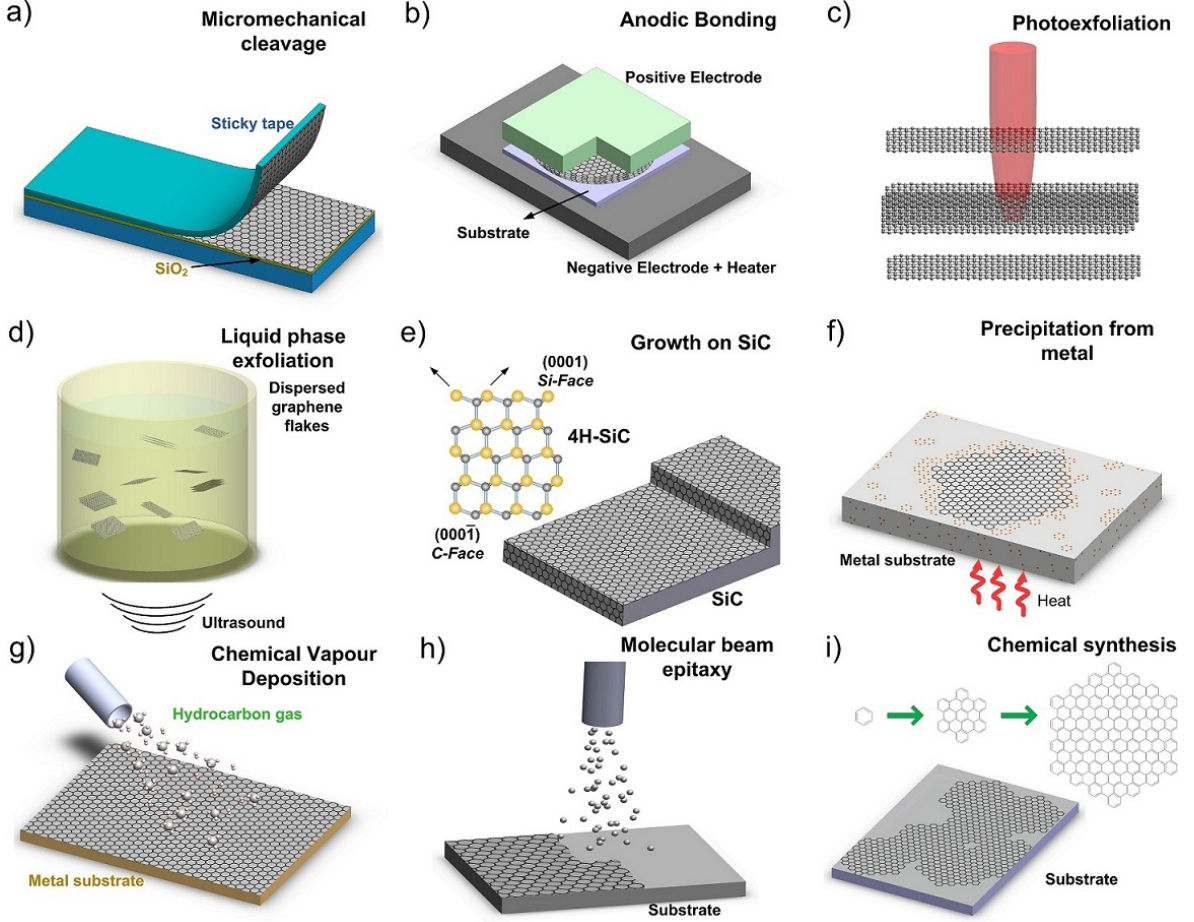 a)
Micromechanical
cleavage
Sticky tape
SiO₂
b)
Anodic Bonding
Positive Electrode
Substrate
Negative Electrode + Heater
c)
Photoexfoliation
d)
Liquid phase
exfoliation
Dispersed
graphene
flakes
Ultrasound
e)
Growth on SiC
(0001)
Si-Face
4H-SiC
(0001̄)
C-Face
SiC
f)
Precipitation from
metal
Metal substrate
Heat
g)
Chemical Vapour
Deposition
Hydrocarbon gas
Metal substrate
h)
Molecular beam
epitaxy
Substrate
i)
Chemical synthesis
Substrate